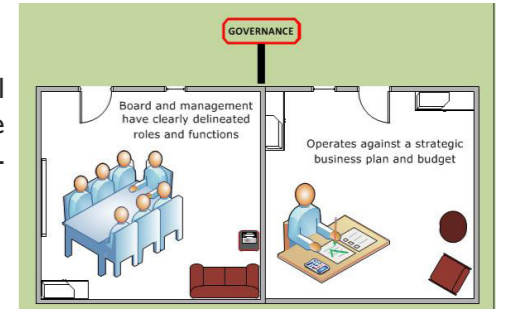 GOVERNANCE
Board and management
have clearly delineated
roles and functions
Operates against a strategic
business plan and budget